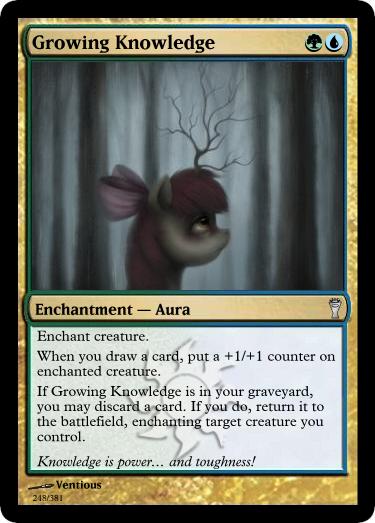 Growing Knowledge
Enchantment — Aura
Enchant creature.
When you draw a card, put a +1/+1 counter on
enchanted creature.
If Growing Knowledge is in your graveyard,
you may discard a card. If you do, return it to
the battlefield, enchanting target creature you
control.
Knowledge is power... and toughness!
Ventious
248/381